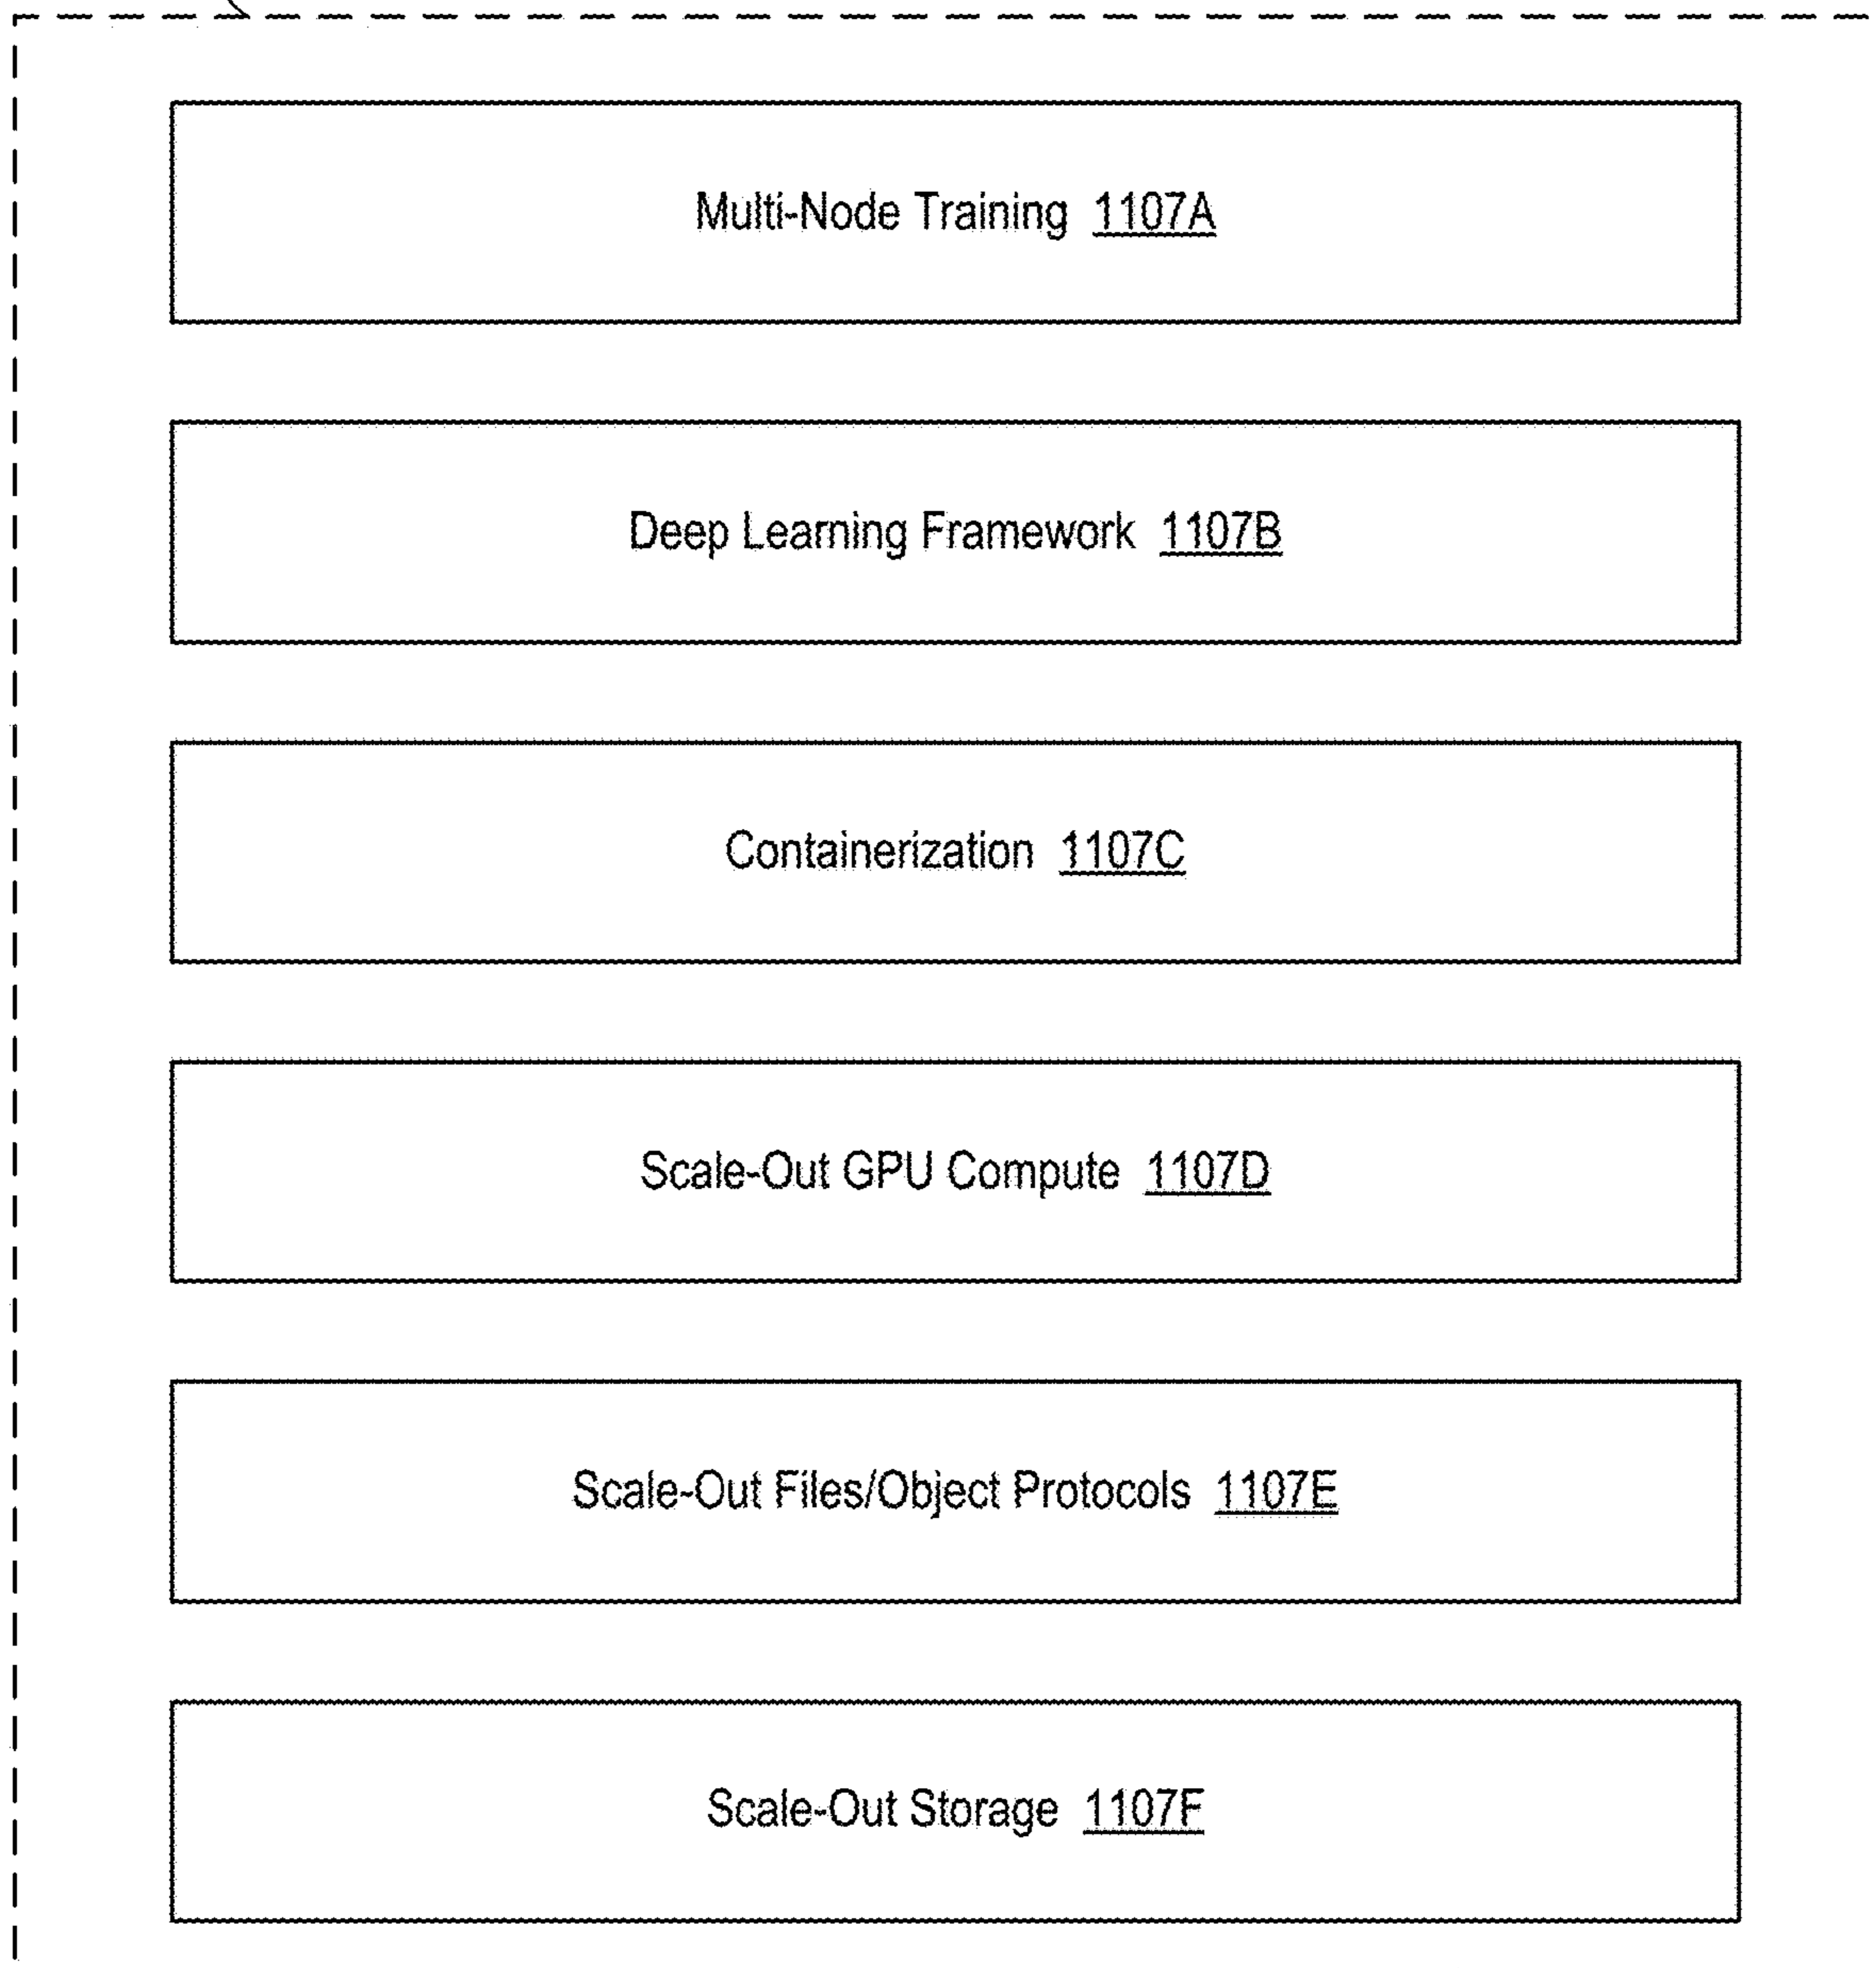 Multi-Node Training 1107A
Deep Learning Framework 1107B
Containerization 1107C
Scale-Out GPU Compute 1107D
Scale-Out Files/Object Protocols 1107E
Scale-Out Storage 1107F